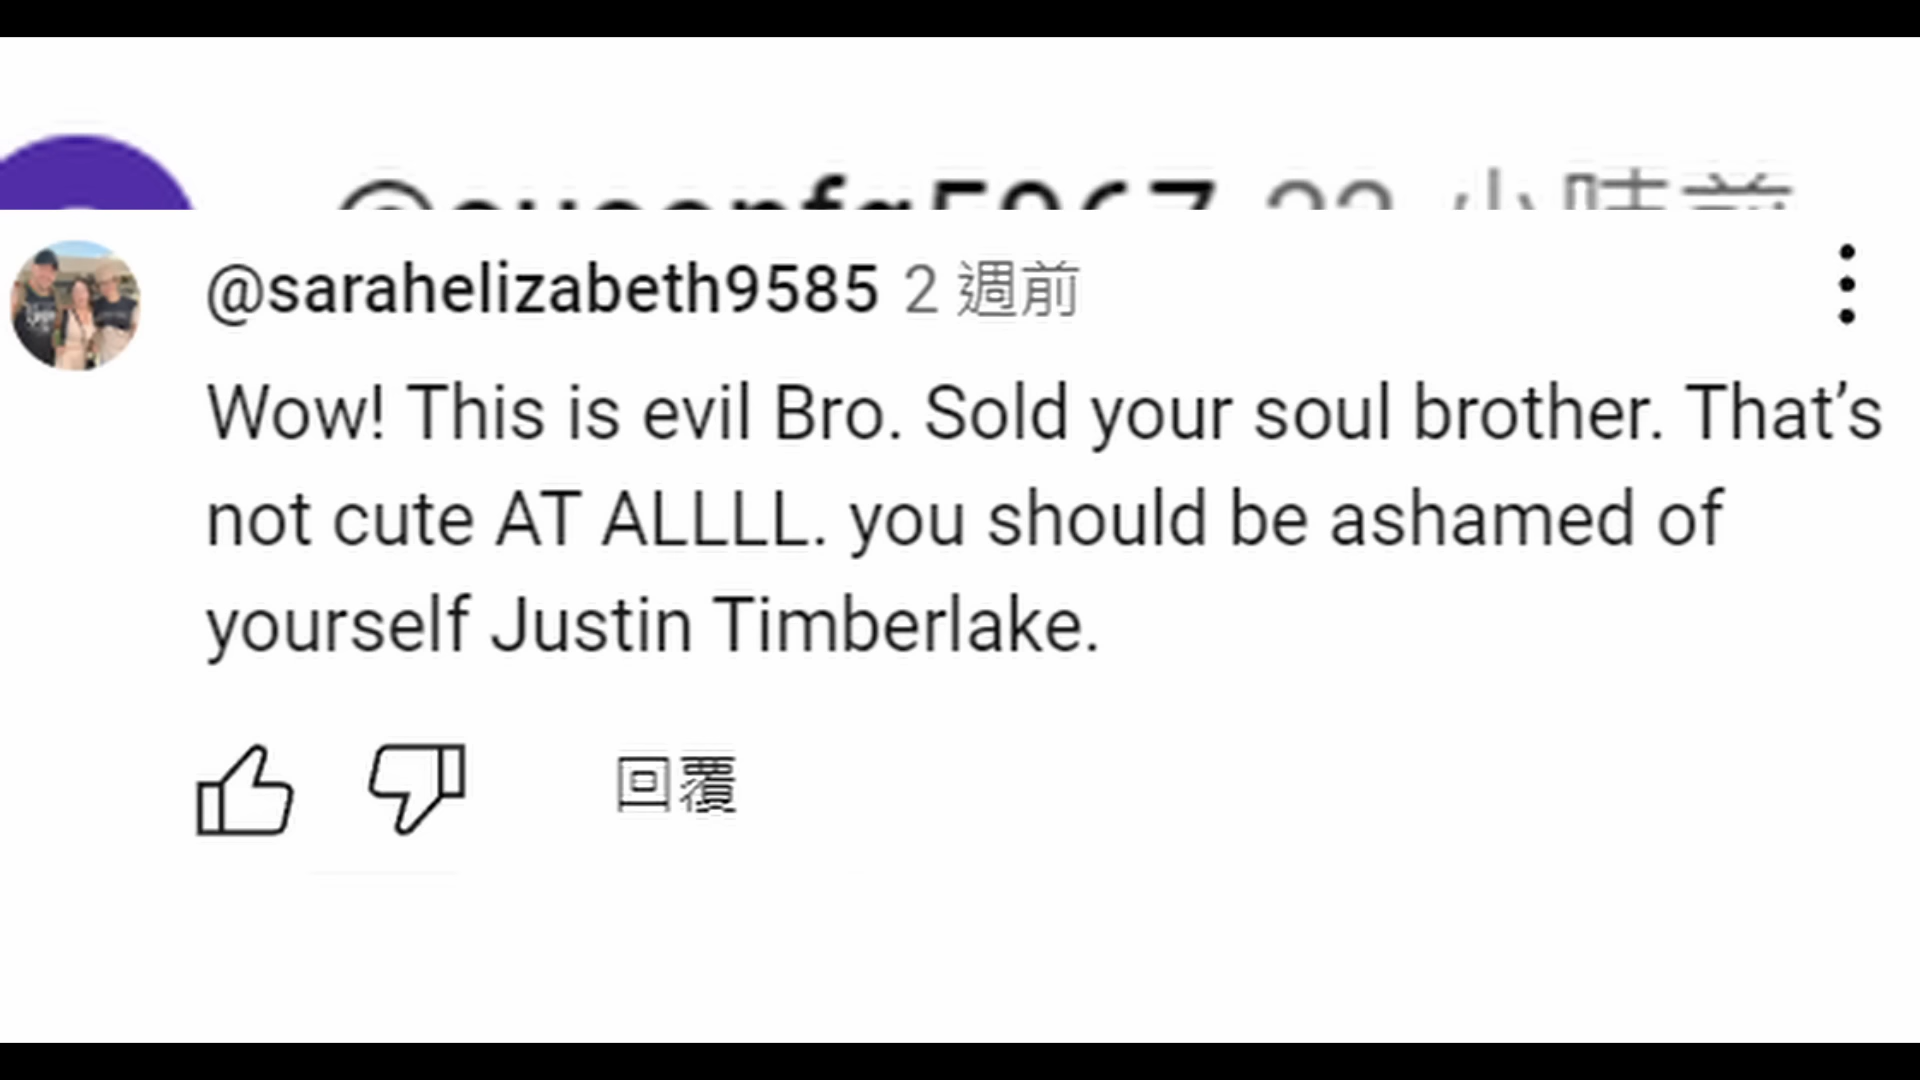 @sarahelizabeth9585 2 週前
Wow! This is evil Bro. Sold your soul brother. That’s
not cute AT ALLLL. you should be ashamed of
yourself Justin Timberlake.
回覆